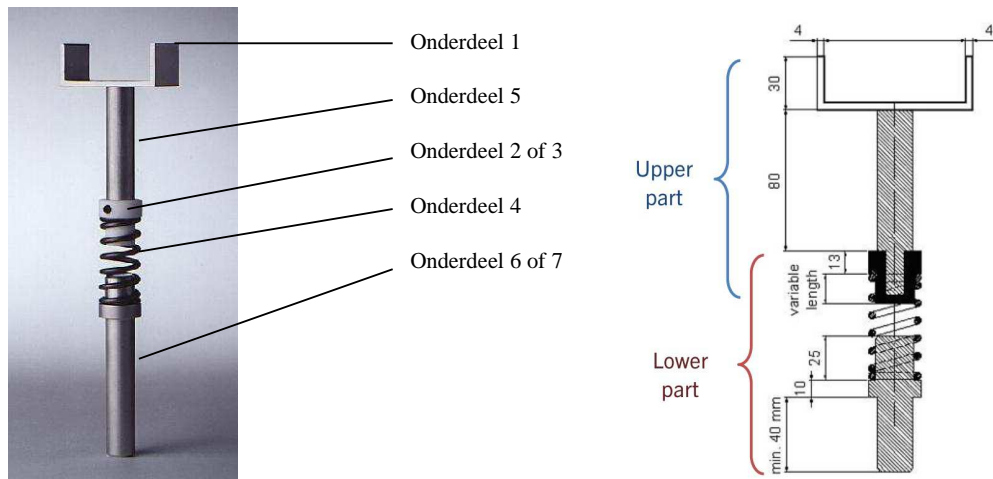 Onderdeel 1
Onderdeel 5
Onderdeel 2 of 3
Onderdeel 4
Onderdeel 6 of 7
Upper
part
Lower
part
4
4
30
80
13
variable
length
25
10
min. 40 mm